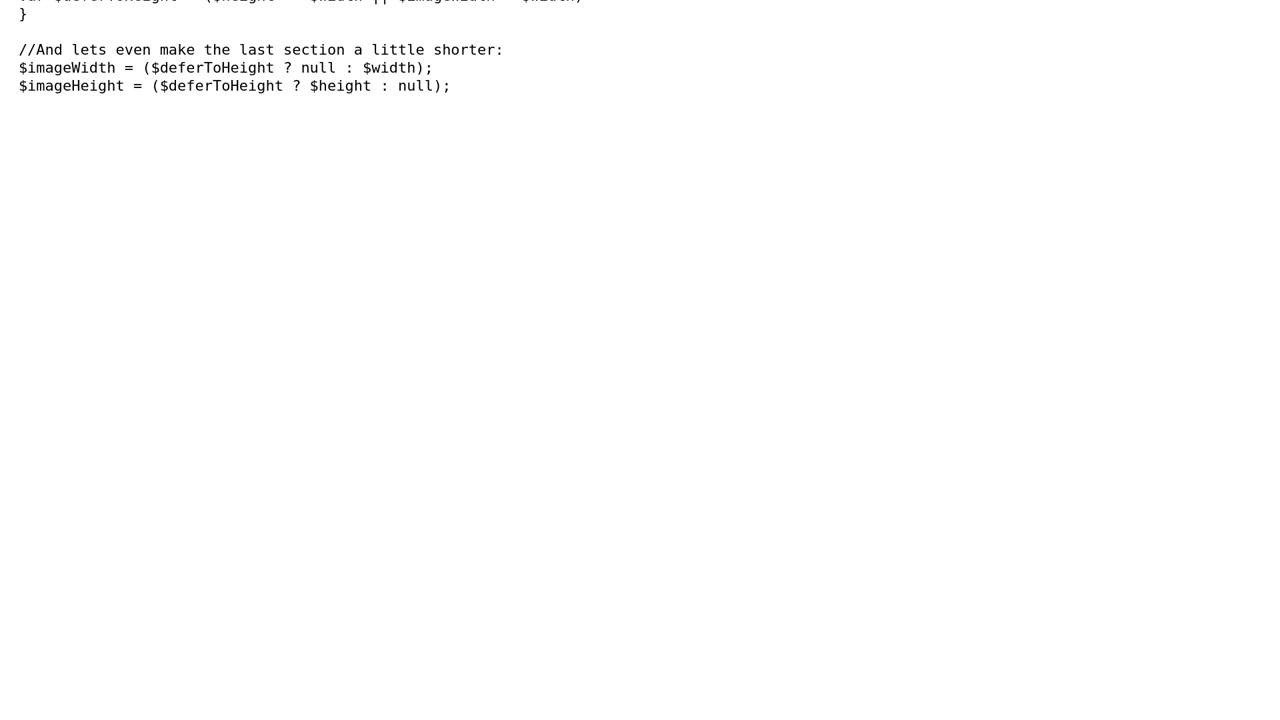 }
//And lets even make the last section a little shorter:
$imageWidth = ($deferToHeight ? null : $width);
$imageHeight = ($deferToHeight ? $height : null);